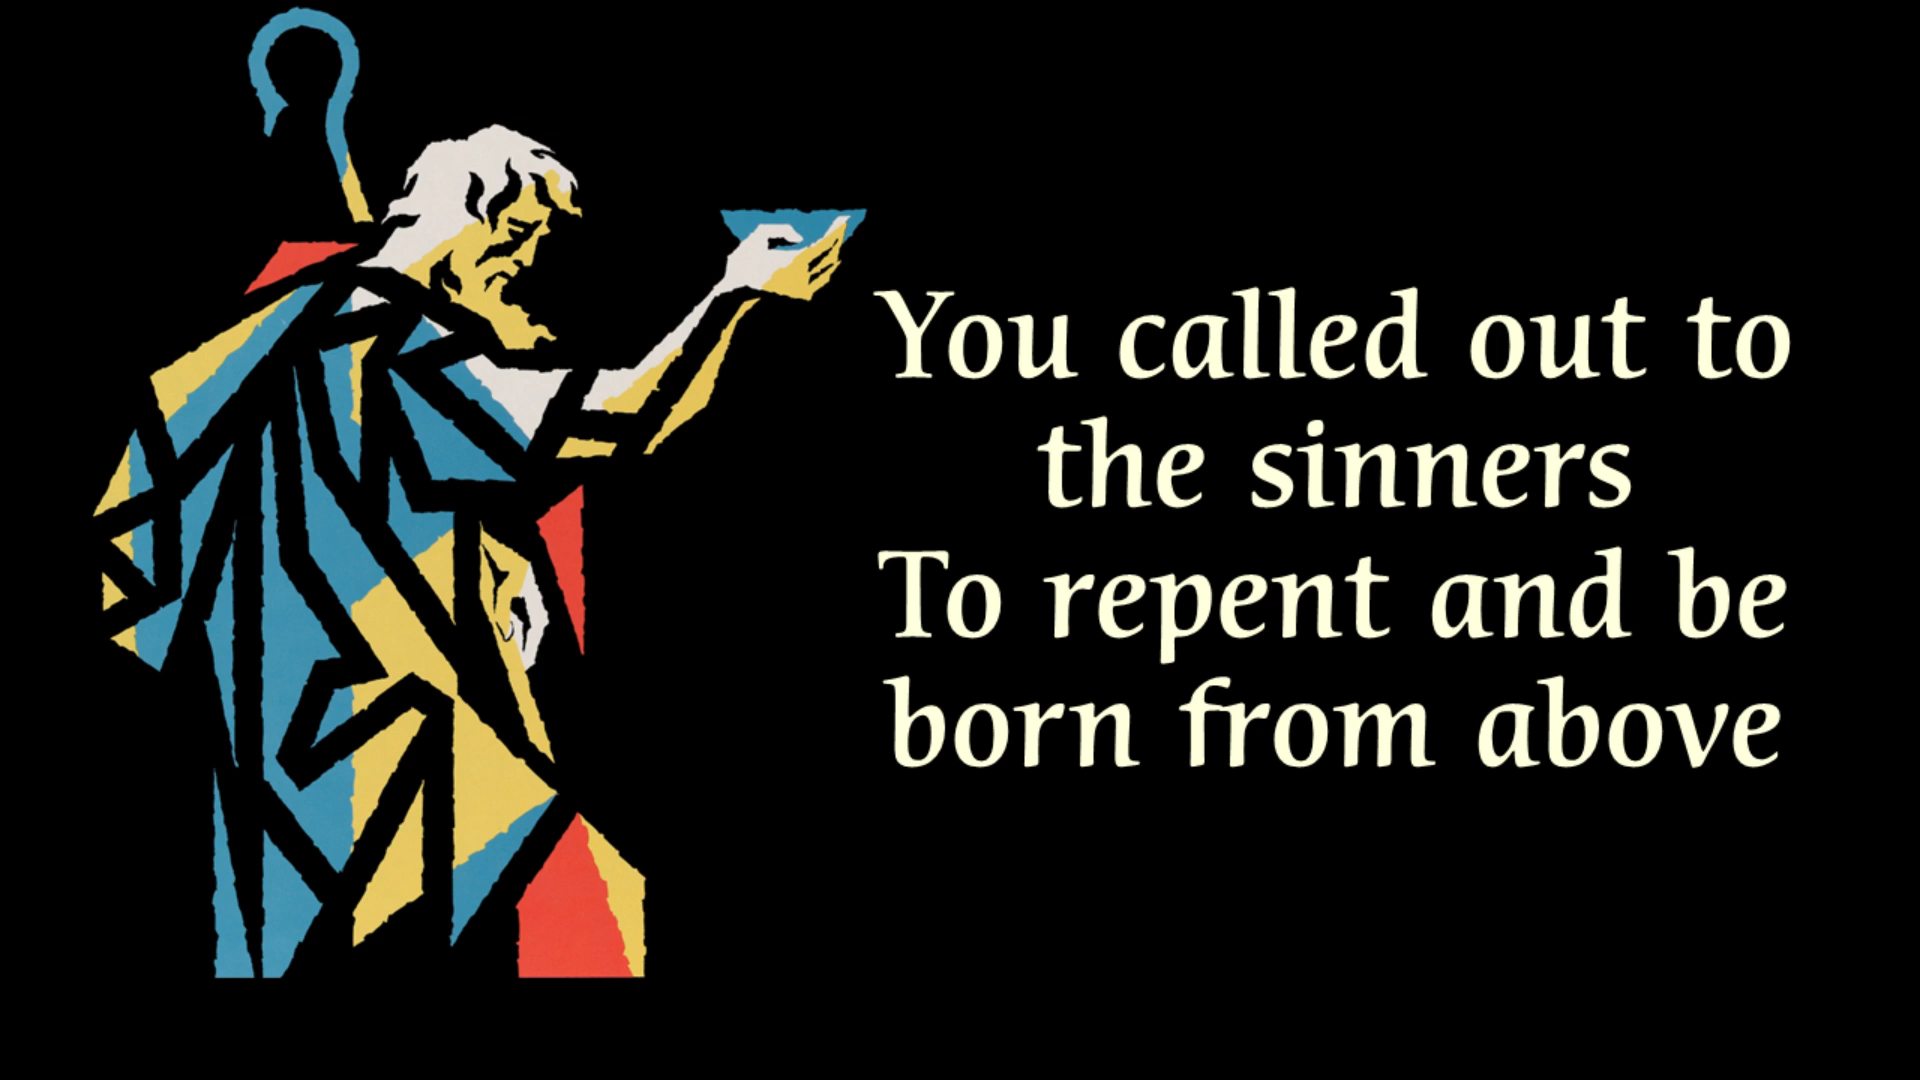 You called out to
the sinners
To repent and be
born from above